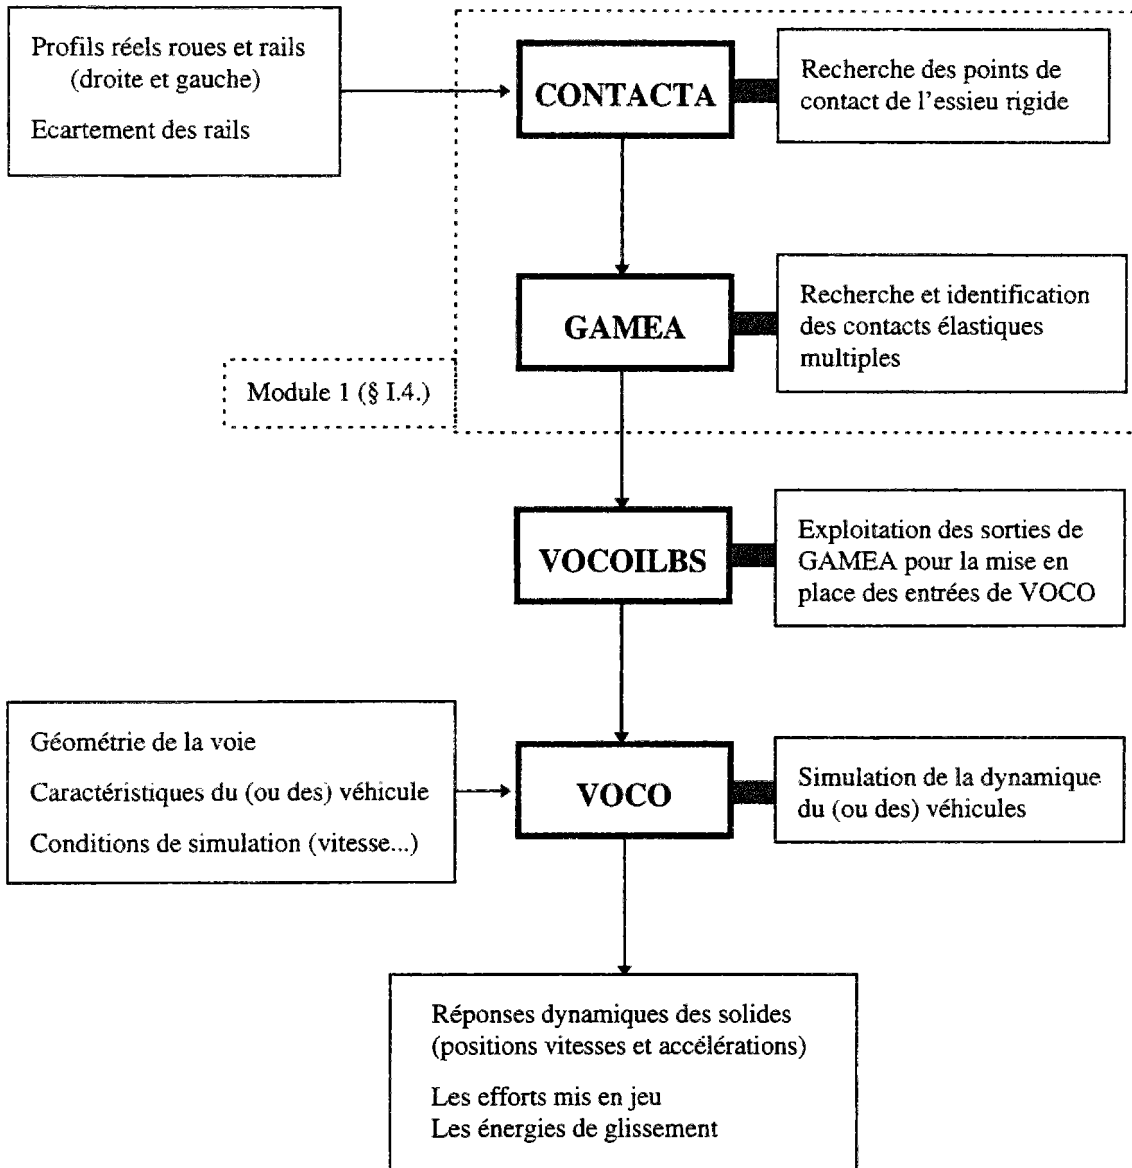 Profils réels roues et rails
(droite et gauche)
Ecartement des rails
CONTACTA
Recherche des points de
contact de l'essieu rigide
GAMEA
Recherche et identification
des contacts élastiques
multiples
Module 1 (§ I.4.)
VOCOILBS
Exploitation des sorties de
GAMEA pour la mise en
place des entrées de VOCO
Géométrie de la voie
Caractéristiques du (ou des) véhicule
Conditions de simulation (vitesse...)
VOCO
Simulation de la dynamique
du (ou des) véhicules
Réponses dynamiques des solides
(positions vitesses et accélérations)
Les efforts mis en jeu
Les énergies de glissement